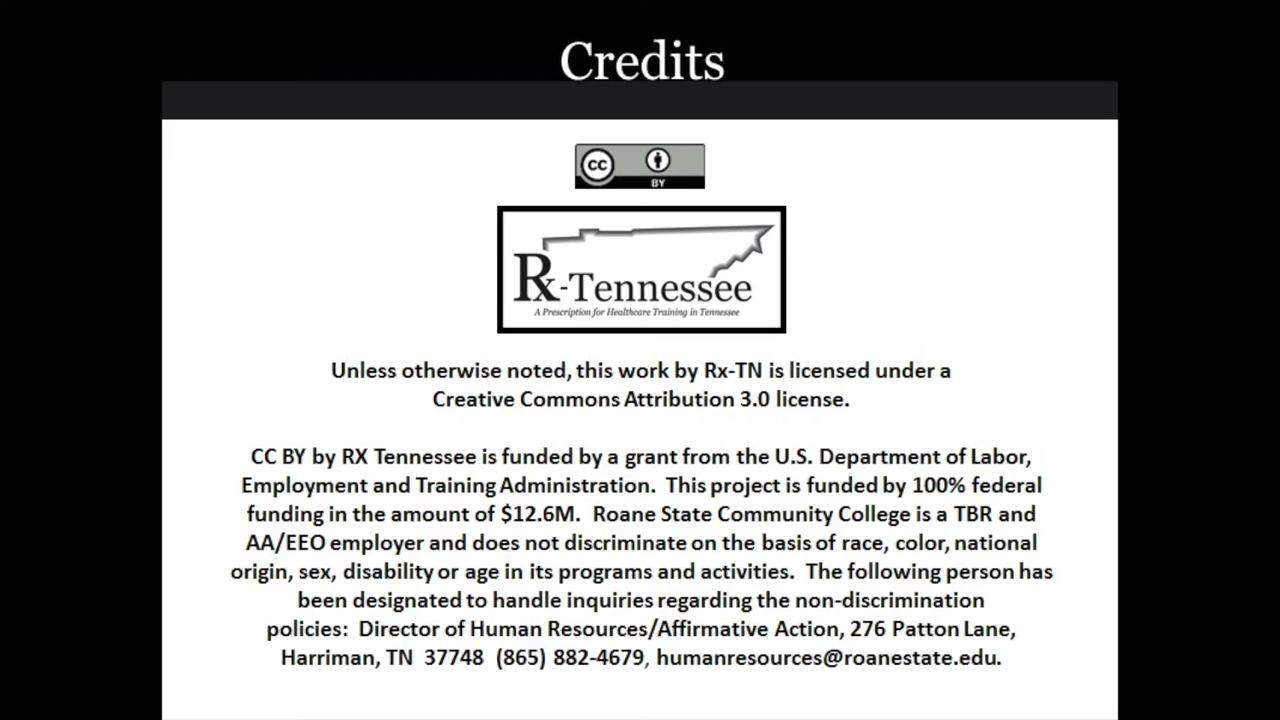 Credits
cc
BY
Rx-Tennessee
A Prescription for Healthcare Training in Tennessee
Unless otherwise noted, this work by Rx-TN is licensed under a
Creative Commons Attribution 3.0 license.
CC BY by RX Tennessee is funded by a grant from the U.S. Department of Labor,
Employment and Training Administration.  This project is funded by 100% federal
funding in the amount of $12.6M.  Roane State Community College is a TBR and
AA/EEO employer and does not discriminate on the basis of race, color, national
origin, sex, disability or age in its programs and activities.  The following person has
been designated to handle inquiries regarding the non-discrimination
policies:  Director of Human Resources/Affirmative Action, 276 Patton Lane,
Harriman, TN  37748  (865) 882-4679, humanresources@roanestate.edu.